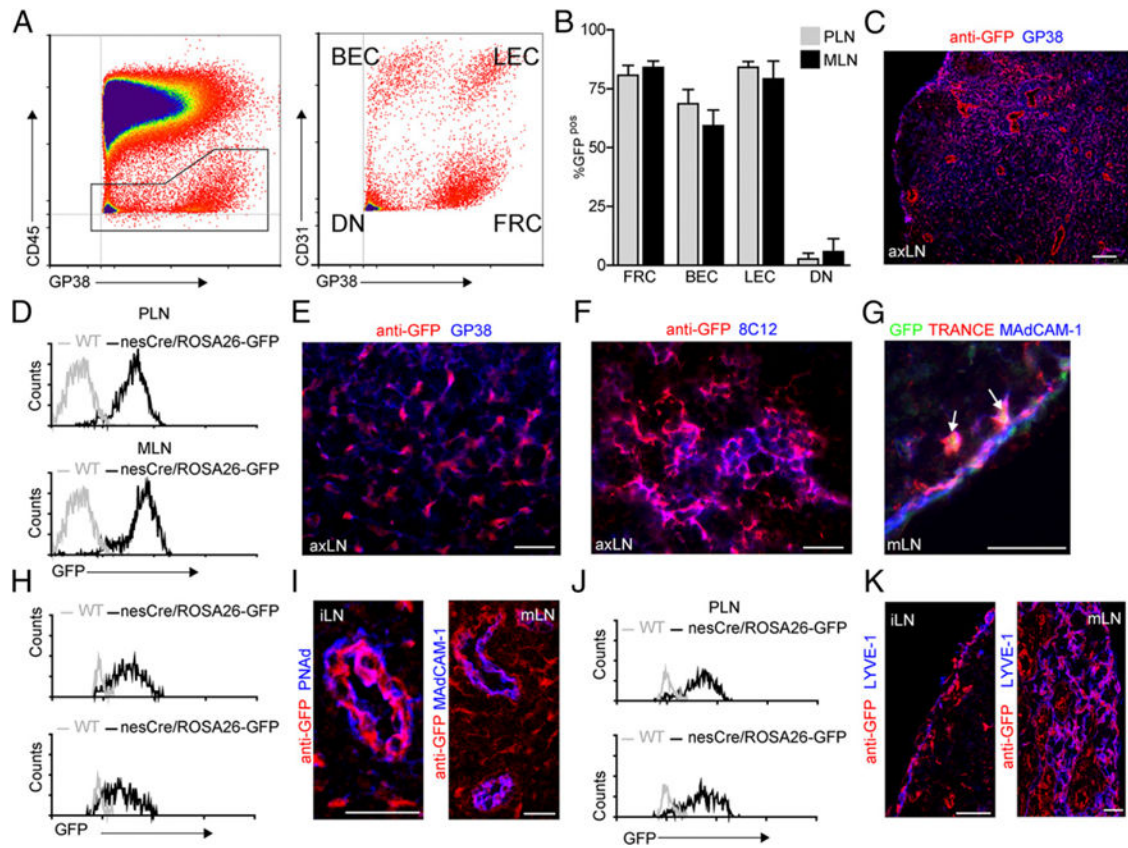 A
CD45
GP38
BEC
LEC
DN
FRC
CD31
GP38
B
100
75
50
25
0
%GFP pos
PLN
MLN
FRC
BEC
LEC
DN
C
anti-GFP GP38
axLN
D
PLN
WT nesCre/ROSA26-GFP
Counts
MLN
WT nesCre/ROSA26-GFP
Counts
GFP
E
anti-GFP GP38
axLN
F
anti-GFP 8C12
axLN
G
GFP TRANCE MAdCAM-1
mLN
H
WT nesCre/ROSA26-GFP
Counts
WT nesCre/ROSA26-GFP
Counts
GFP
I
anti-GFP PNAd
iLN
anti-GFP MAdCAM-1
mLN
J
PLN
WT nesCre/ROSA26-GFP
Counts
WT nesCre/ROSA26-GFP
Counts
GFP
K
anti-GFP LYVE-1
iLN
anti-GFP LYVE-1
mLN